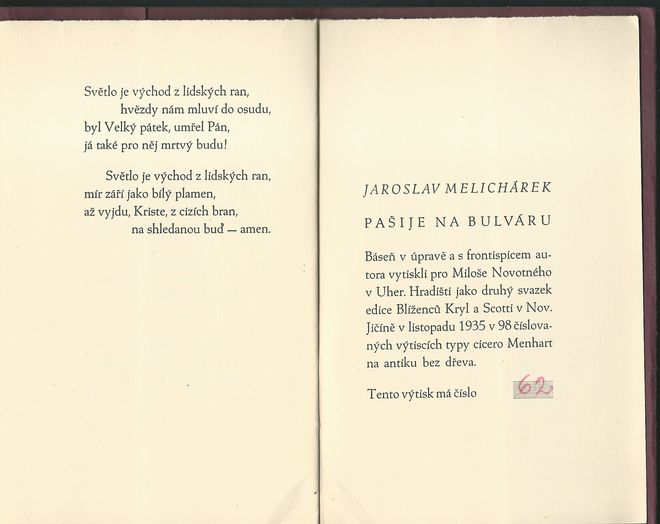 Světlo je východ z lidských ran,
hvězdy nám mluví do osudu,
byl Velký pátek, umřel Pán,
já také pro něj mrtvý budu!
Světlo je východ z lidských ran,
mír září jako bílý plamen,
až vyjdu, Kriste, z cizích bran,
na shledanou buď — amen.
JAROSLAV MELICHÁREK
PAŠIJE NA BULVÁRU
Báseň v úpravě a s frontispicem au-
tora vytiskli pro Miloše Novotného
v Uher. Hradišti jako druhý svazek
edice Blíženců Kryl a Scotti v Nov.
Jičíně v listopadu 1935 v 98 číslova-
ných výtiscích typy cicero Menhart
na antiku bez dřeva.
Tento výtisk má číslo 62